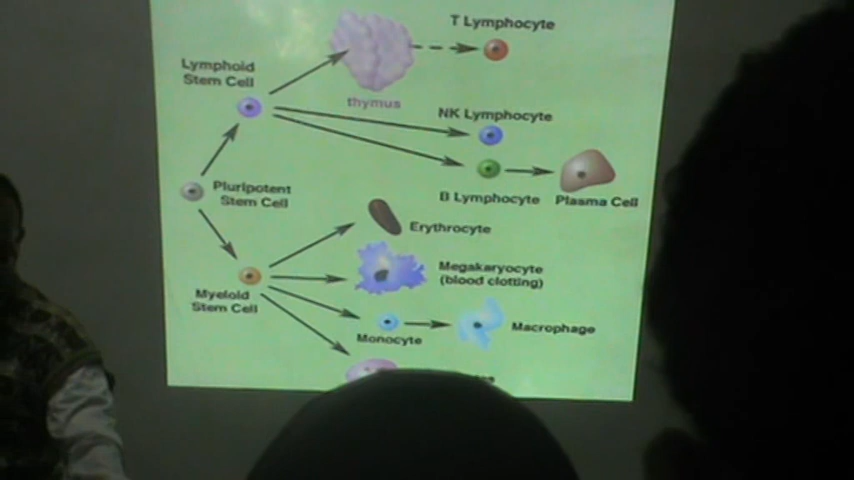 T Lymphocyte
Lymphoid
Stem Cell
thymus
NK Lymphocyte
Pluripotent
Stem Cell
B Lymphocyte
Plasma Cell
Erythrocyte
Megakaryocyte
(blood clotting)
Myeloid
Stem Cell
Monocyte
Macrophage